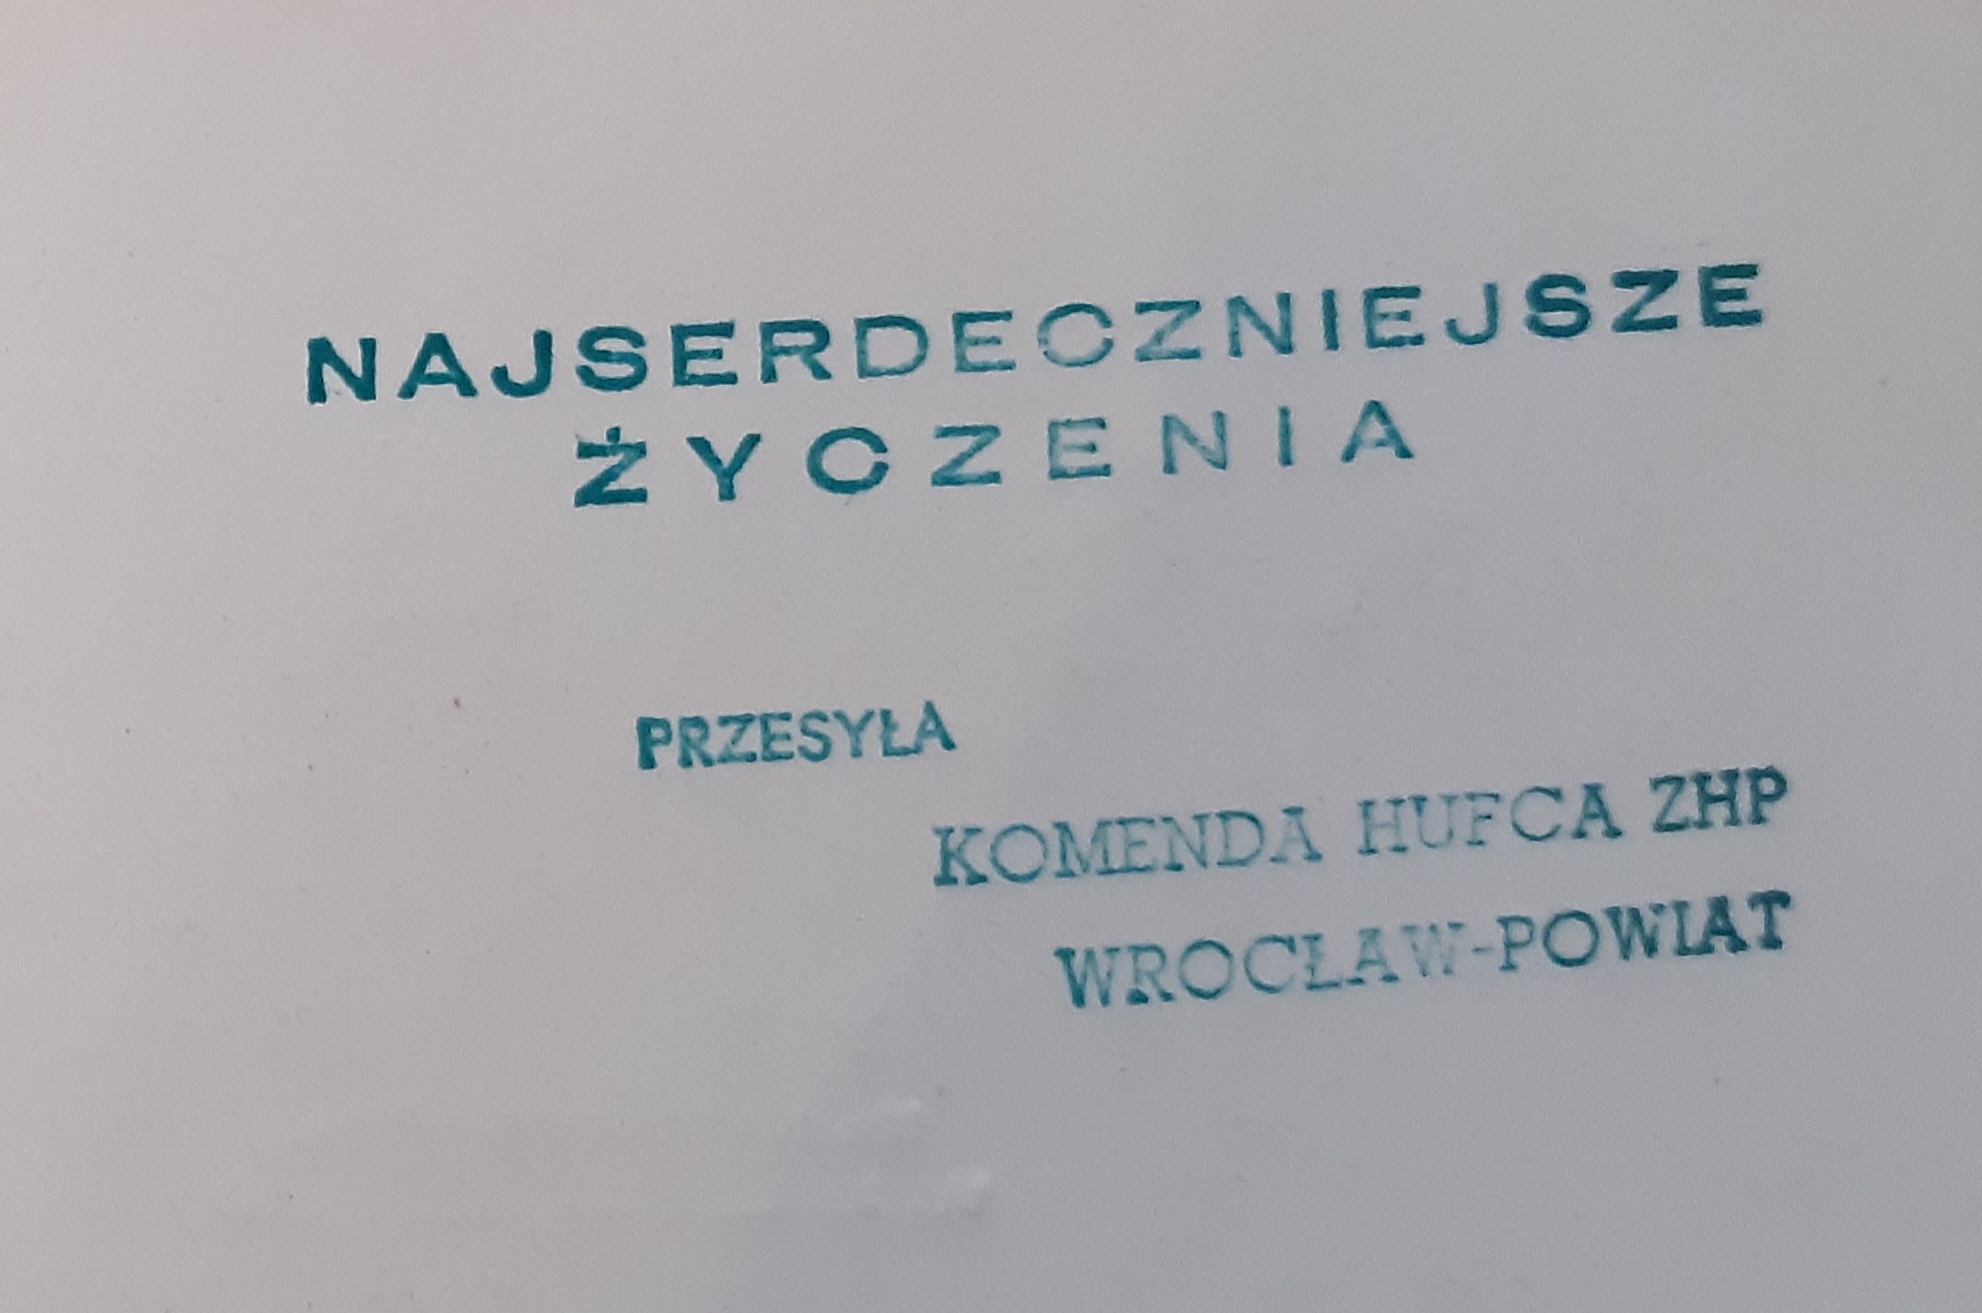 NAJSERDECZNIEJSZE
ŻYCZENIA
PRZESYŁA
KOMENDA HUFCA ZHP
WROCŁAW-POWIAT